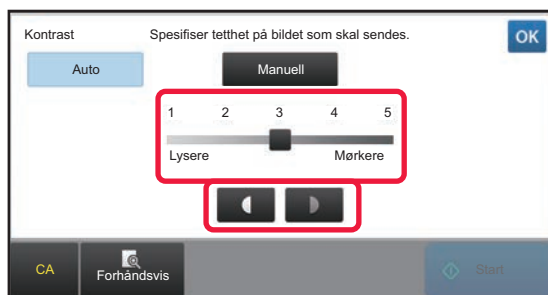 Kontrast Spesifiser tetthet på bildet som skal sendes. OK
Auto Manuell
1 2 3 4 5
Lysere Mørkere
CA Forhåndsvis Start